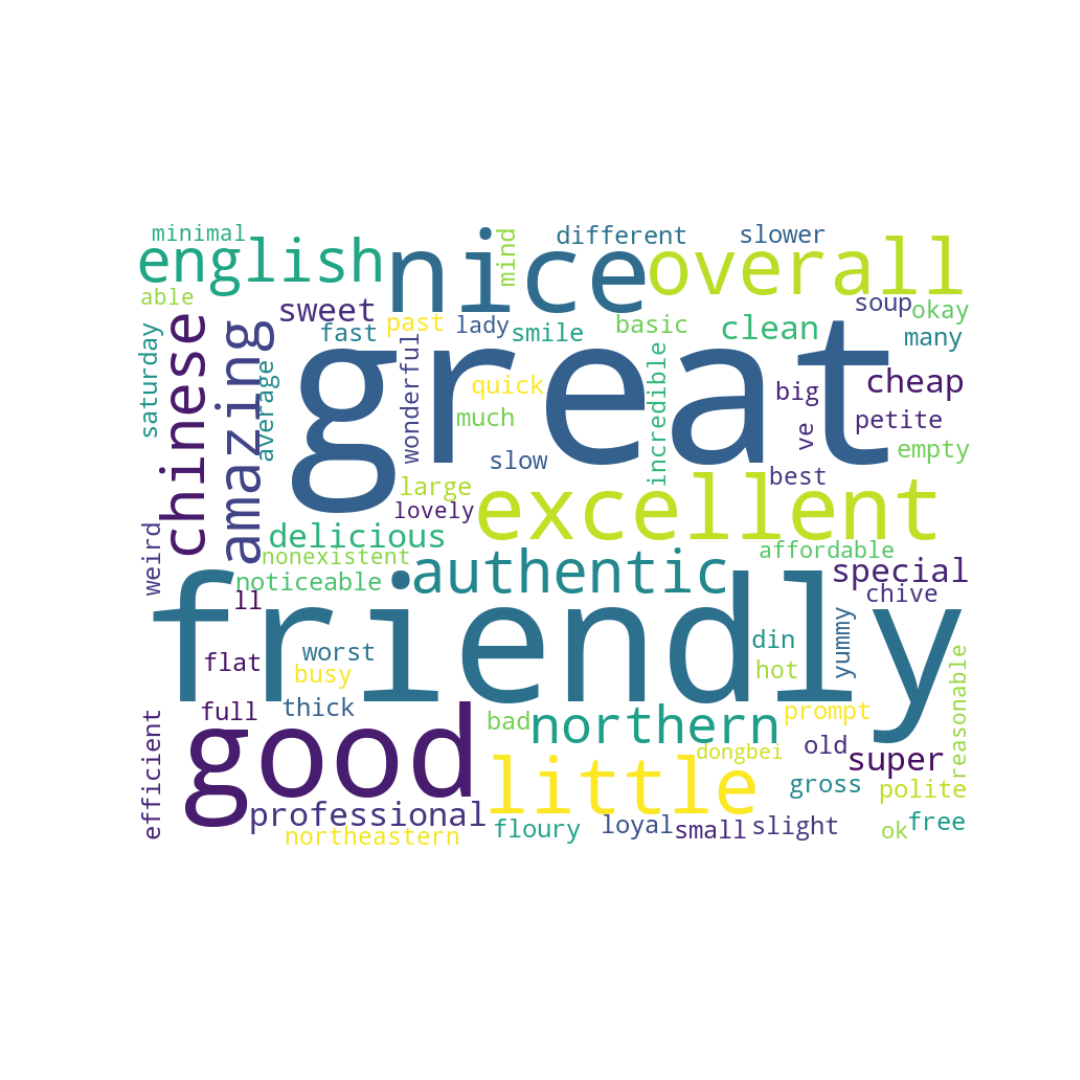 minimal
different
slower
english
nice
overall
mind
able
sweet
soup
okay
chinese
amazing
fast
past
lady
smile
basic
clean
many
saturday
great
average
wonderful
quick
incredible
big
cheap
much
ve
petite
slow
empty
large
best
lovely
excellent
delicious
weird
nonexistent
authentic
affordable
noticeable
special
ll
friendly
chive
flat
worst
din
yummy
busy
hot
full
thick
good
bad
northern
prompt
reasonable
dongbei
old
super
efficient
little
gross
polite
professional
northeastern
floury
loyal
small
slight
ok
free